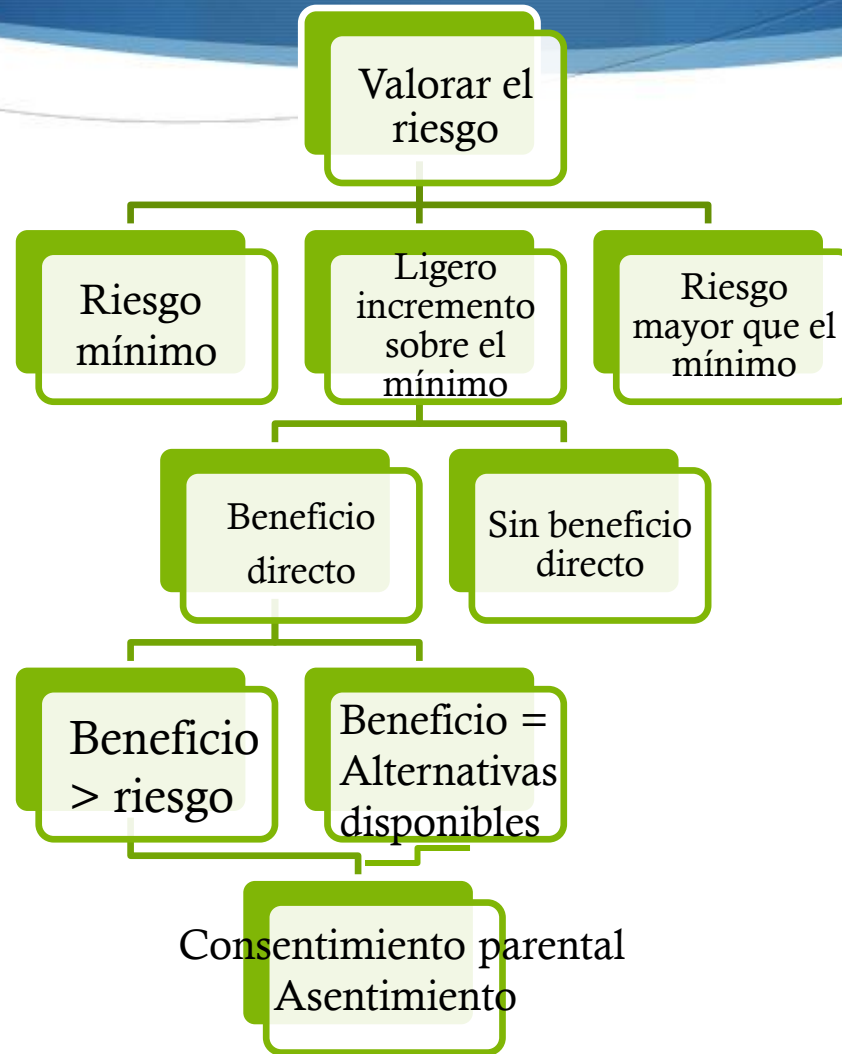 Valorar el
riesgo
Riesgo
mínimo
Ligero
incremento
sobre el
mínimo
Riesgo
mayor que el
mínimo
Beneficio
directo
Sin beneficio
directo
Beneficio
> riesgo
Beneficio =
Alternativas
disponibles
Consentimiento parental
Asentimiento